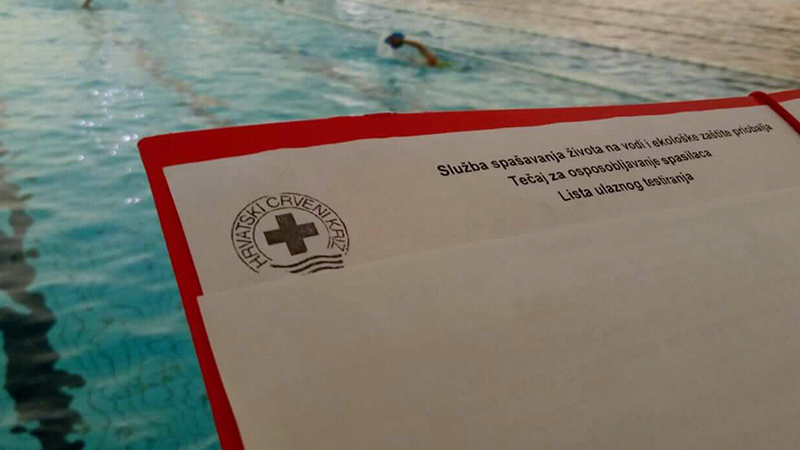 Služba spašavanja života na vodi i ekološke zaštite priobalja
Tečaj za osposobljavanje spasilaca
Lista ulaznog testiranja
HRVATSKI CRVENI KRIŽ